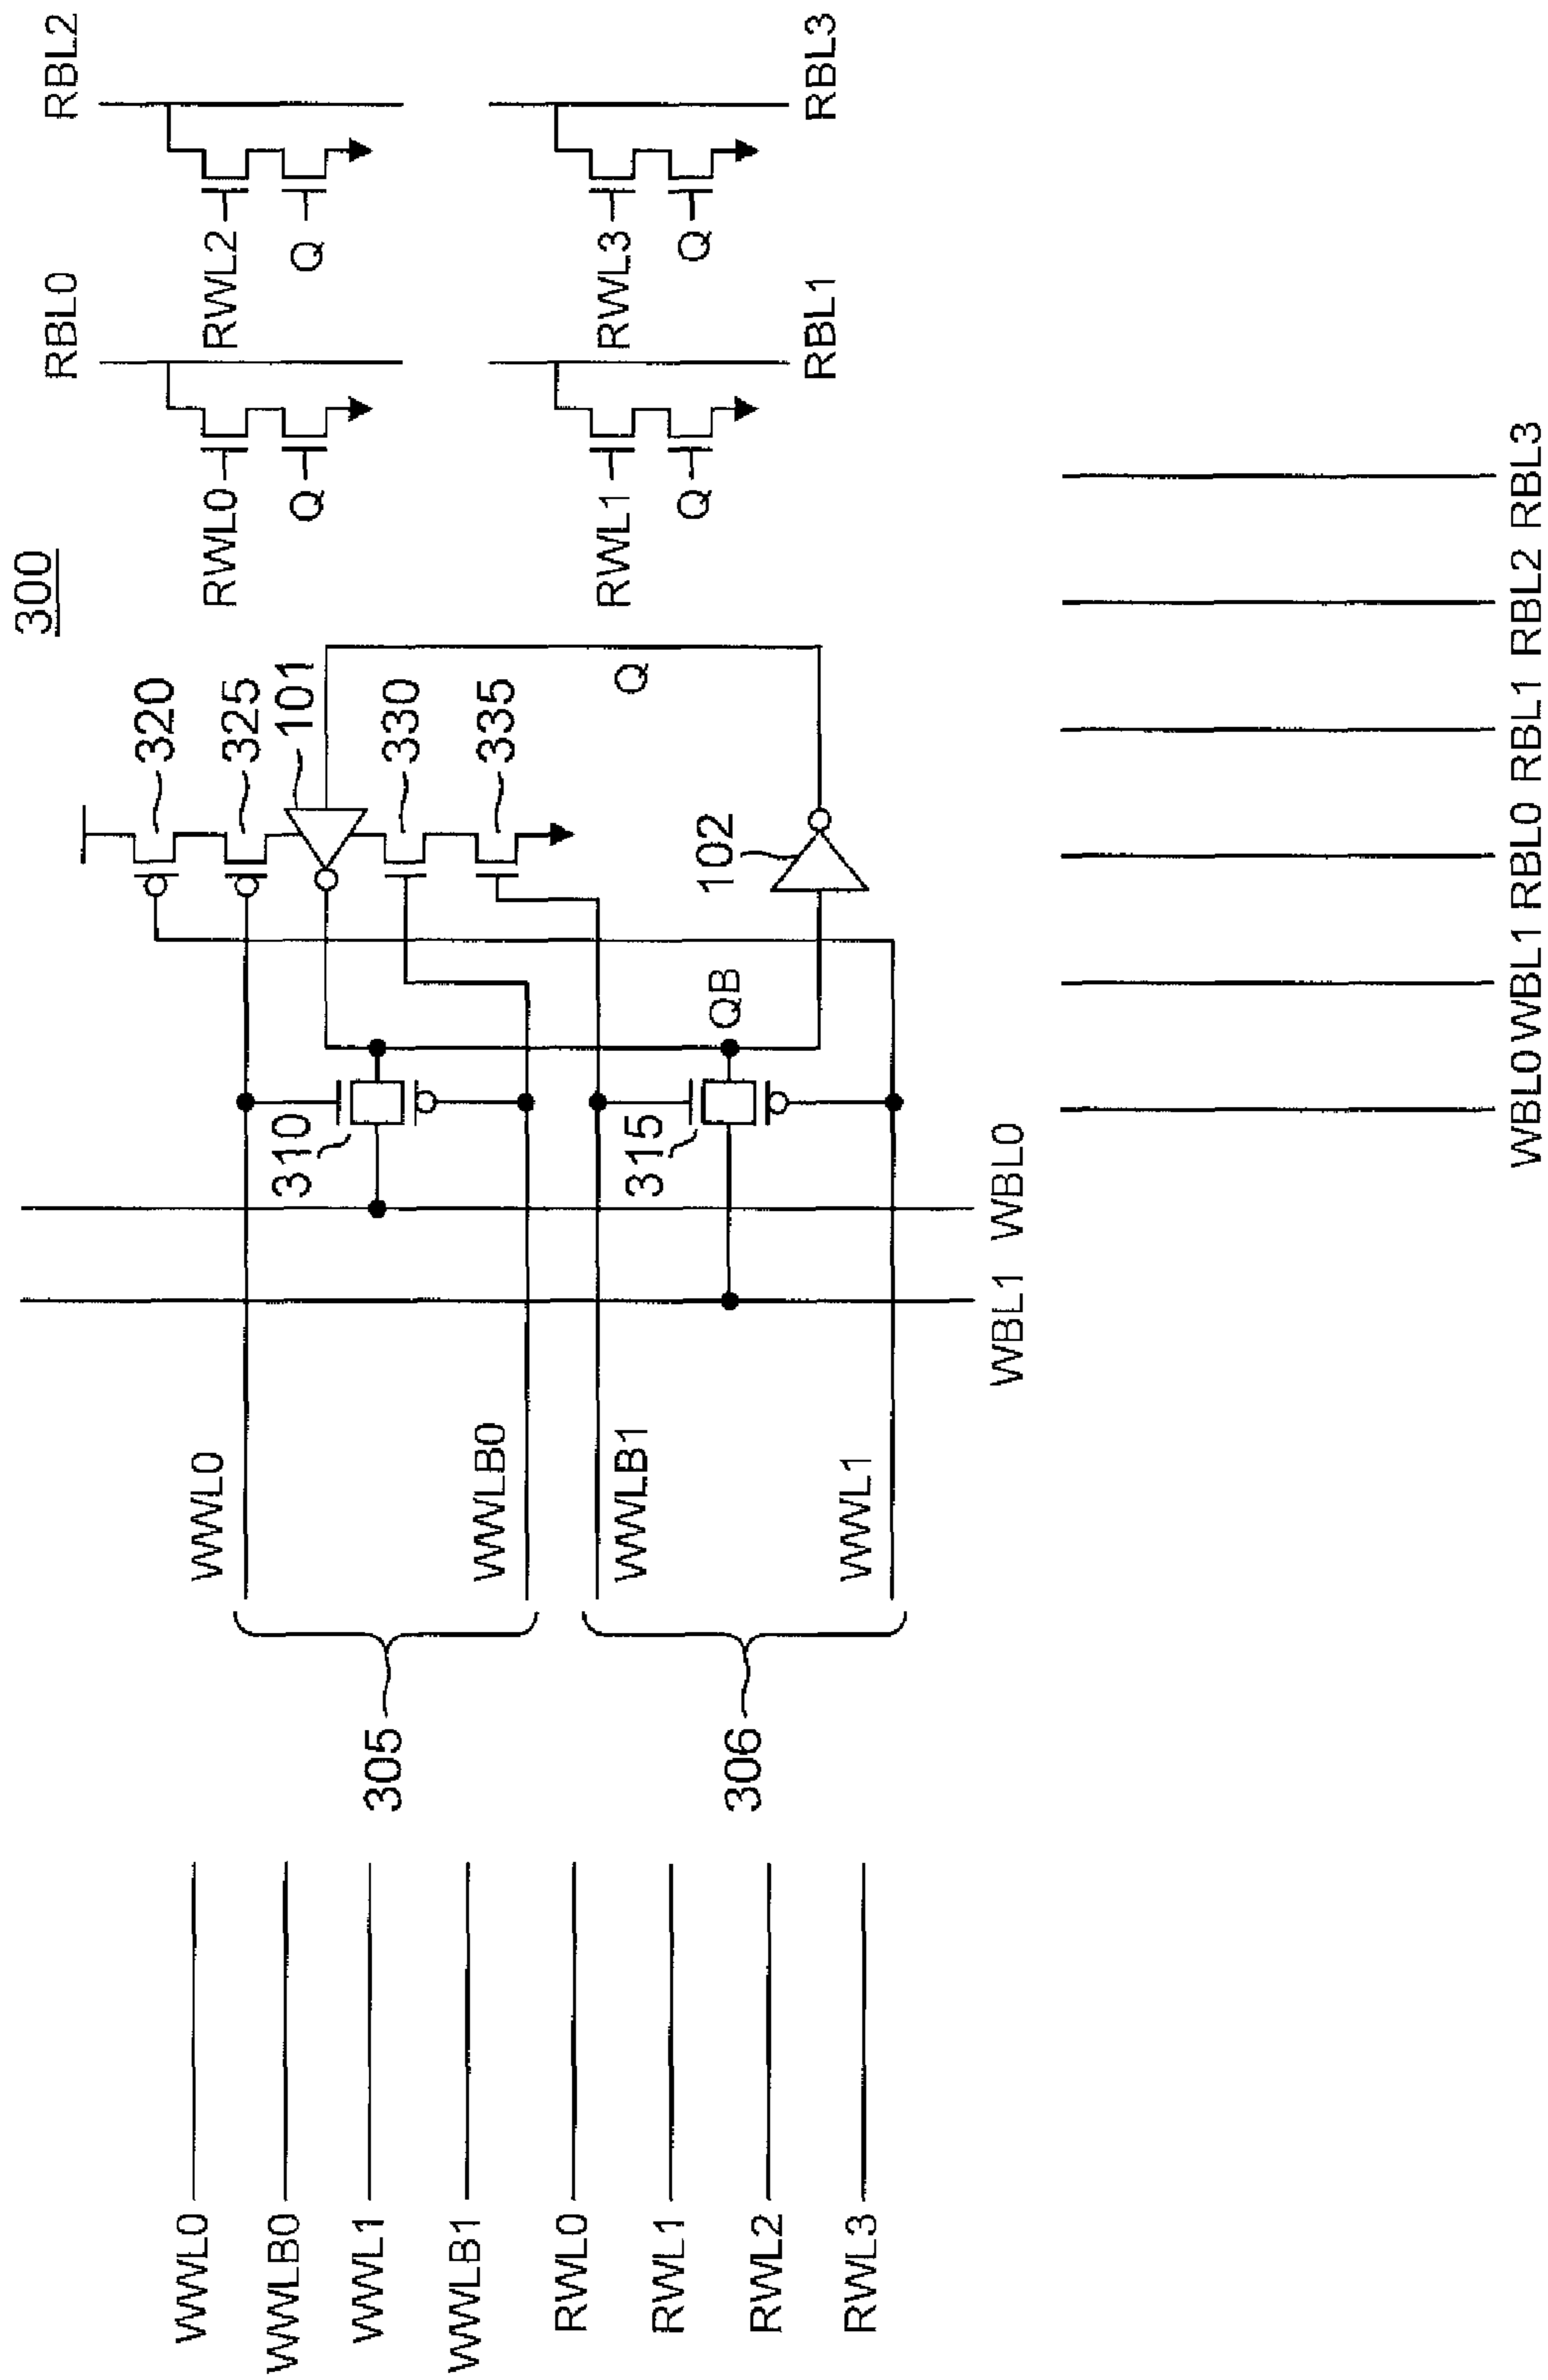 300
RBL0
RBL2
320
WWL0
WWL0
RWL0
RWL2
325
WWLB0
310
101
Q
Q
WWL1
305
330
WWLB1
WWLB0
335
RWL0
WWLB1
Q
RWL1
RWL3
315
RWL1
Q
Q
102
QB
306
RWL2
RBL1
RBL3
RWL3
WWL1
WBL1 WBL0
WBL0 WBL1 RBL0 RBL1 RBL2 RBL3